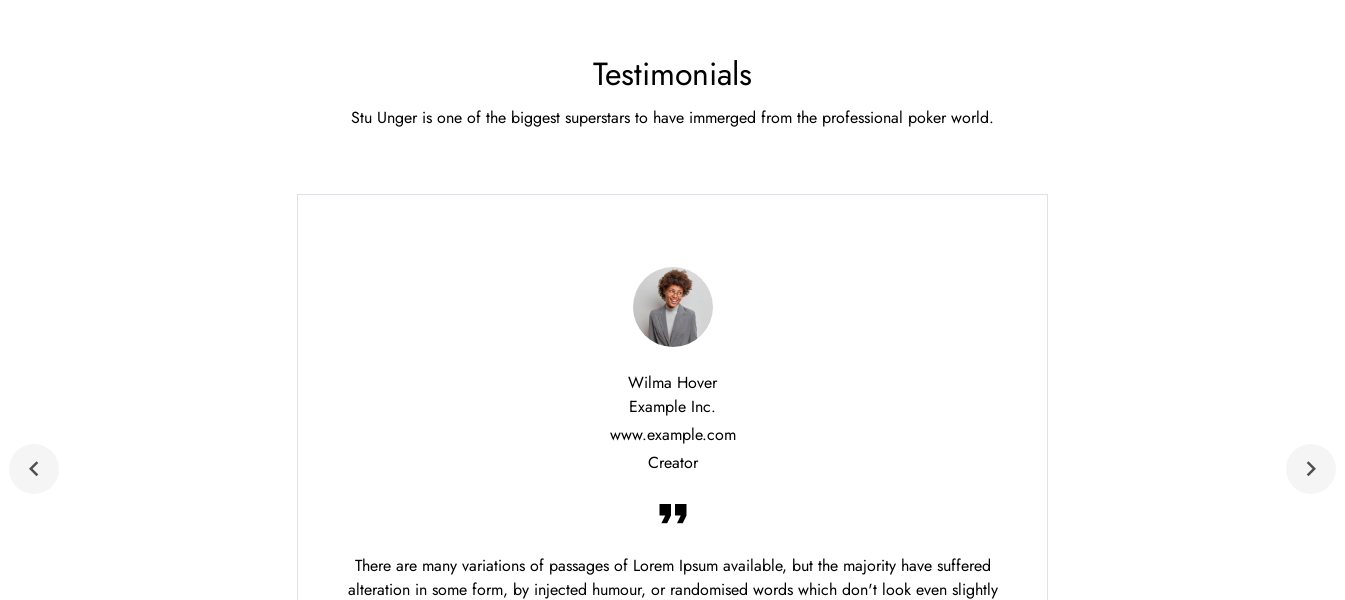 Testimonials
Stu Unger is one of the biggest superstars to have immerged from the professional poker world.
Wilma Hover
Example Inc.
www.example.com
Creator
There are many variations of passages of Lorem Ipsum available, but the majority have suffered
alteration in some form, by injected humour, or randomised words which don't look even slightly